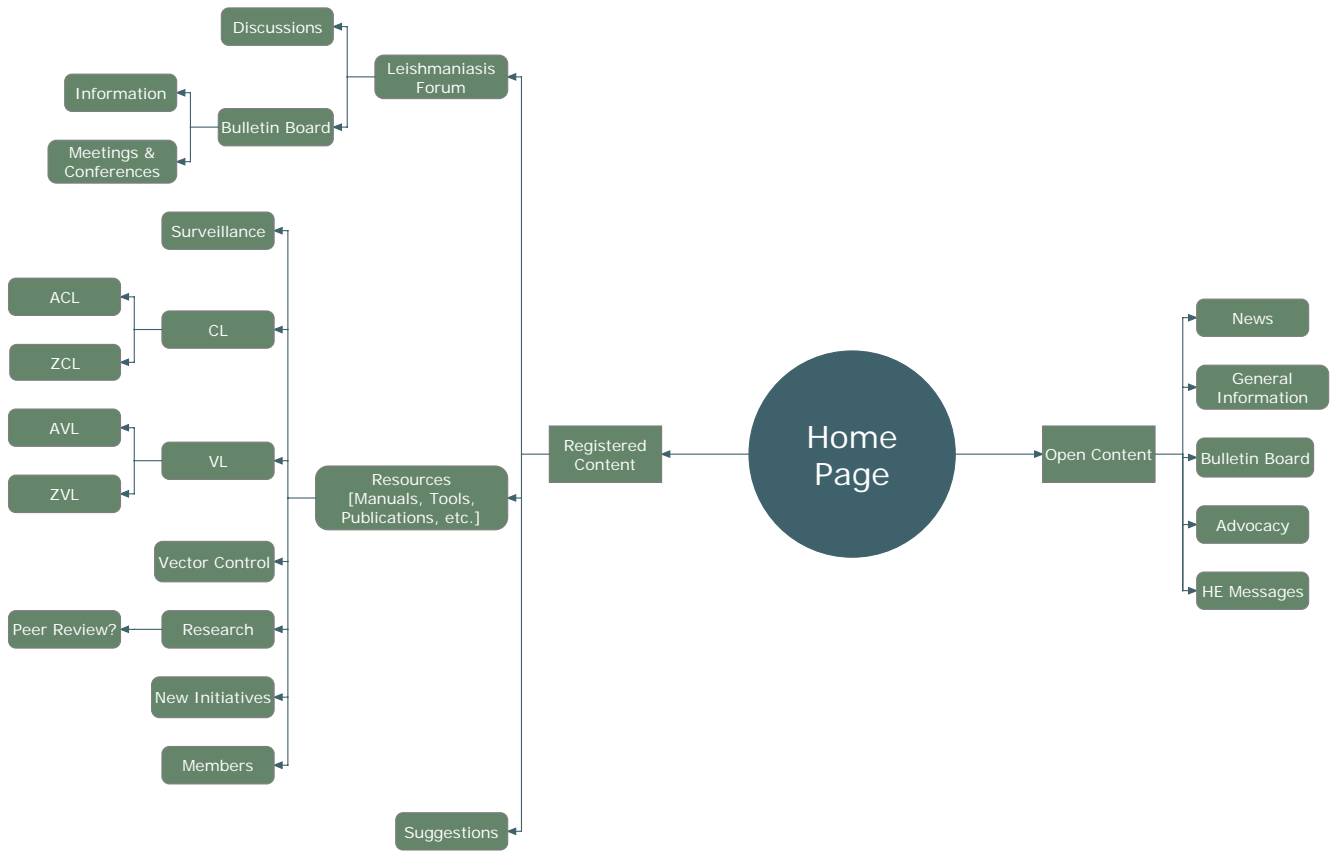 Discussions
Leishmaniasis
Forum
Information
Bulletin Board
Meetings &
Conferences
Surveillance
ACL
CL
ZCL
AVL
VL
ZVL
Resources
[Manuals, Tools,
Publications, etc.]
Vector Control
Peer Review?
Research
New Initiatives
Members
Suggestions
Registered
Content
Home
Page
Open Content
News
General
Information
Bulletin Board
Advocacy
HE Messages